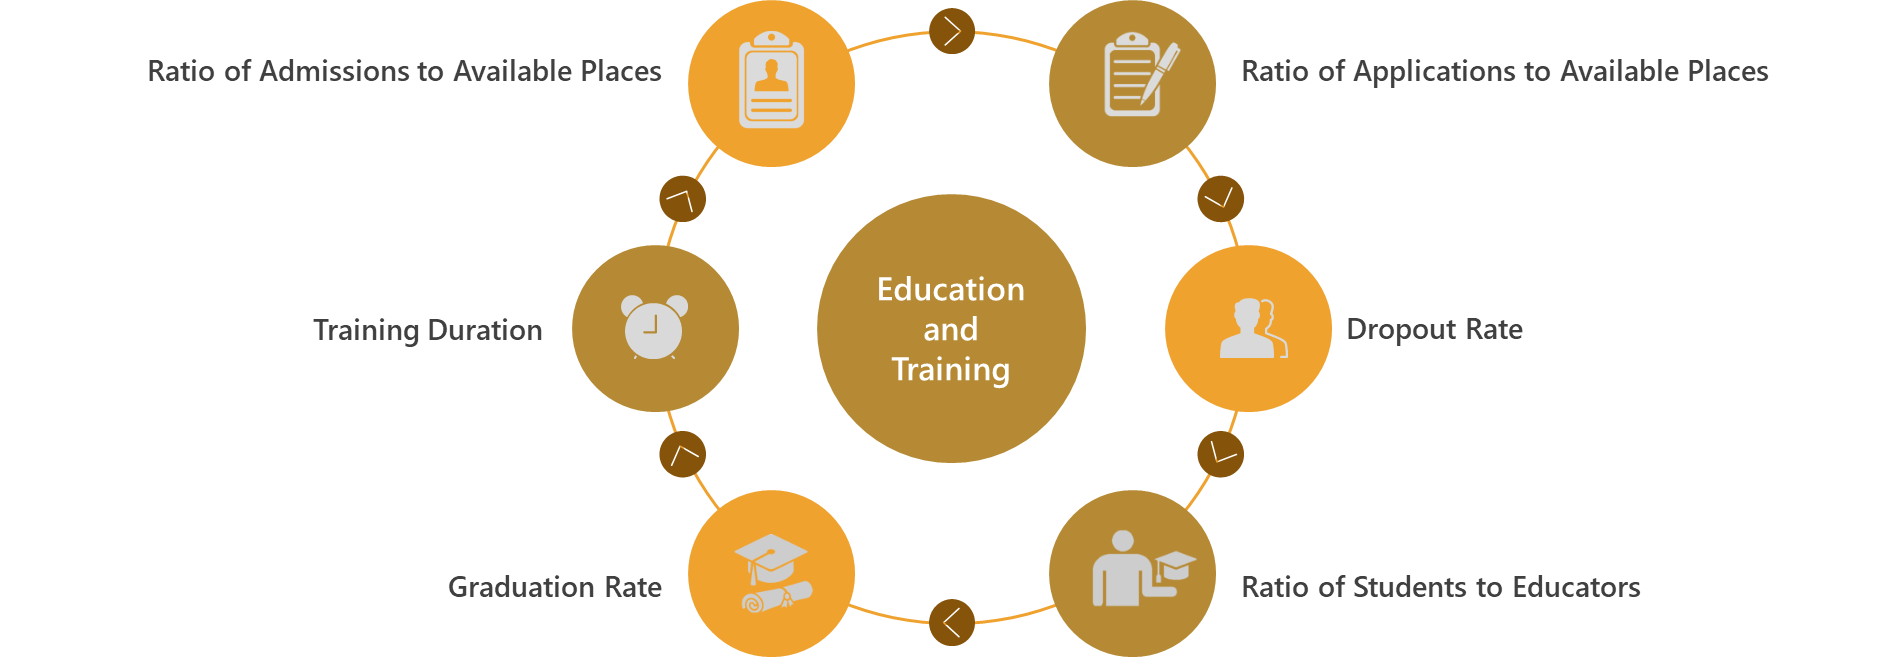 Ratio of Admissions to Available Places
Ratio of Applications to Available Places
Education
and
Training
Training Duration
Dropout Rate
Graduation Rate
Ratio of Students to Educators